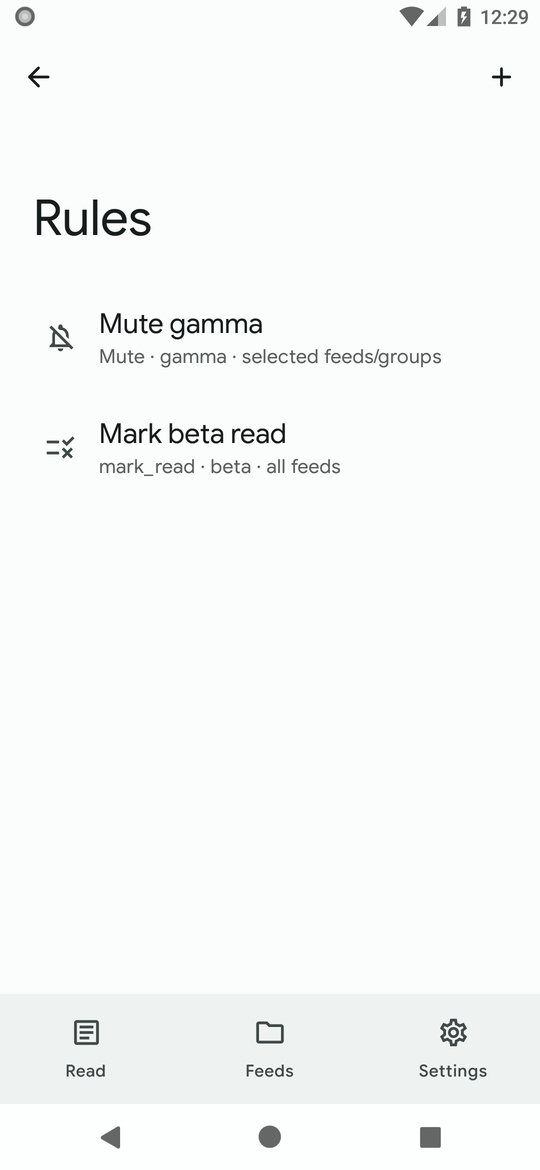 12:29
Rules
Mute gamma
Mute · gamma · selected feeds/groups
Mark beta read
mark_read · beta · all feeds
Read
Feeds
Settings